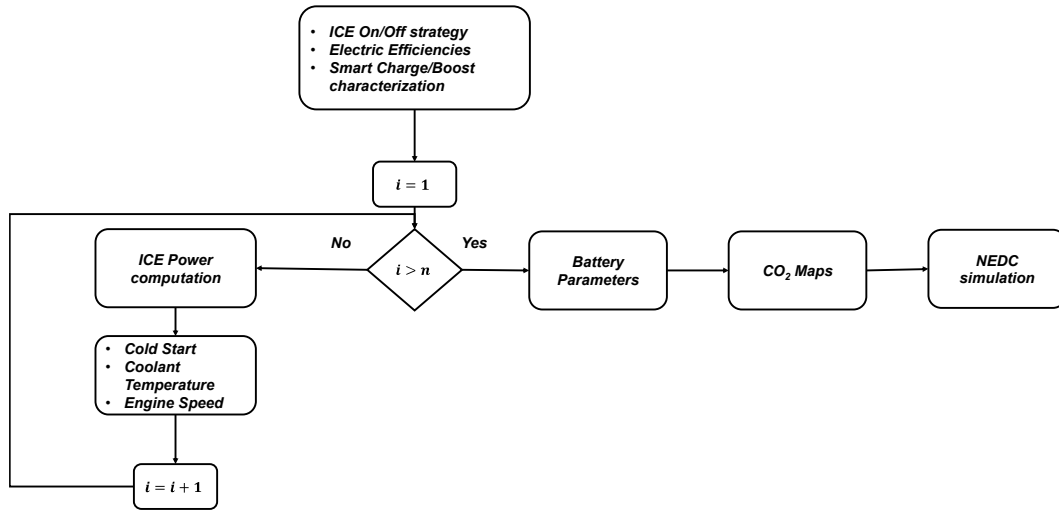 • ICE On/Off strategy
• Electric Efficiencies
• Smart Charge/Boost
characterization
i = 1
No
Yes
i > n
ICE Power
computation
Battery
Parameters
CO₂ Maps
NEDC
simulation
• Cold Start
• Coolant
Temperature
• Engine Speed
i = i + 1